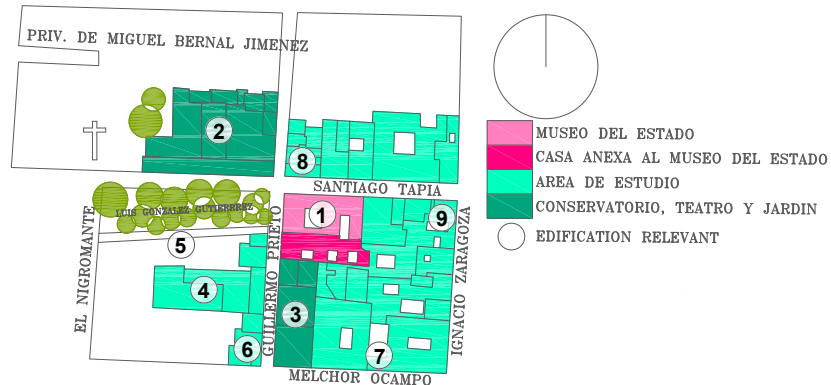 PRIV. DE MIGUEL BERNAL JIMENEZ
2
8
MUSEO DEL ESTADO
CASA ANEXA AL MUSEO DEL ESTADO
AREA DE ESTUDIO
CONSERVATORIO, TEATRO Y JARDIN
EDIFICATION RELEVANT
SANTIAGO TAPIA
LUIS GONZALEZ GUTIERREZ
1
9
5
EL NIGROMANTE
GUILLERMO PRIETO
IGNACIO ZARAGOZA
4
3
6
7
MELCHOR OCAMPO